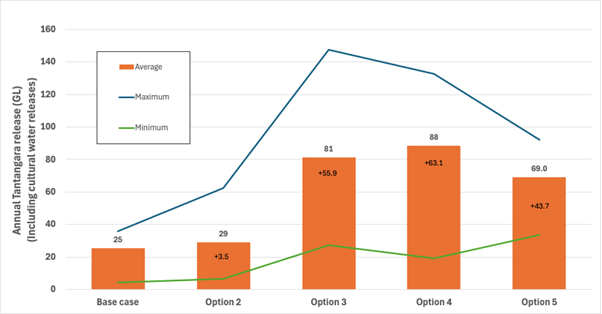 Annual Tantangara release (GL)
(Including cultural water releases)
160
140
120
100
80
60
40
20
0
Average
Maximum
Minimum
25
29
81
88
69.0
+3.5
+55.9
+63.1
+43.7
Base case
Option 2
Option 3
Option 4
Option 5